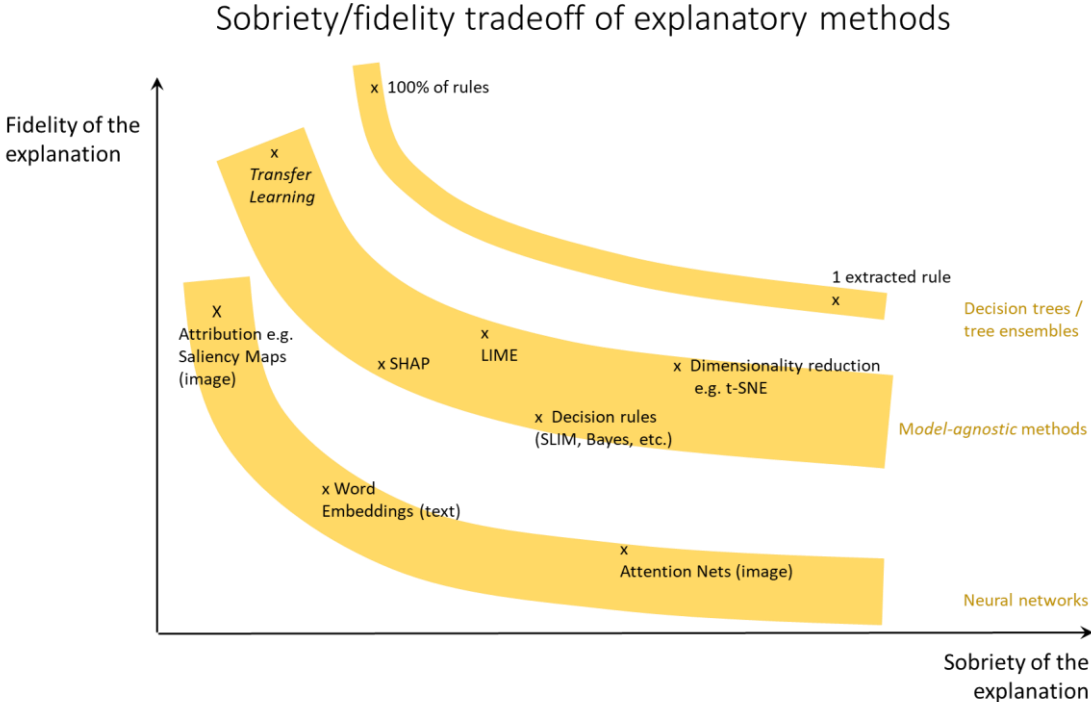 Sobriety/fidelity tradeoff of explanatory methods
Fidelity of the
explanation
x 100% of rules
x
Transfer
Learning
1 extracted rule
x
Decision trees /
tree ensembles
X
Attribution e.g.
Saliency Maps
(image)
x SHAP
x
LIME
x Dimensionality reduction
e.g. t-SNE
x Decision rules
(SLIM, Bayes, etc.)
Model-agnostic methods
x Word
Embeddings (text)
x
Attention Nets (image)
Neural networks
Sobriety of the
explanation